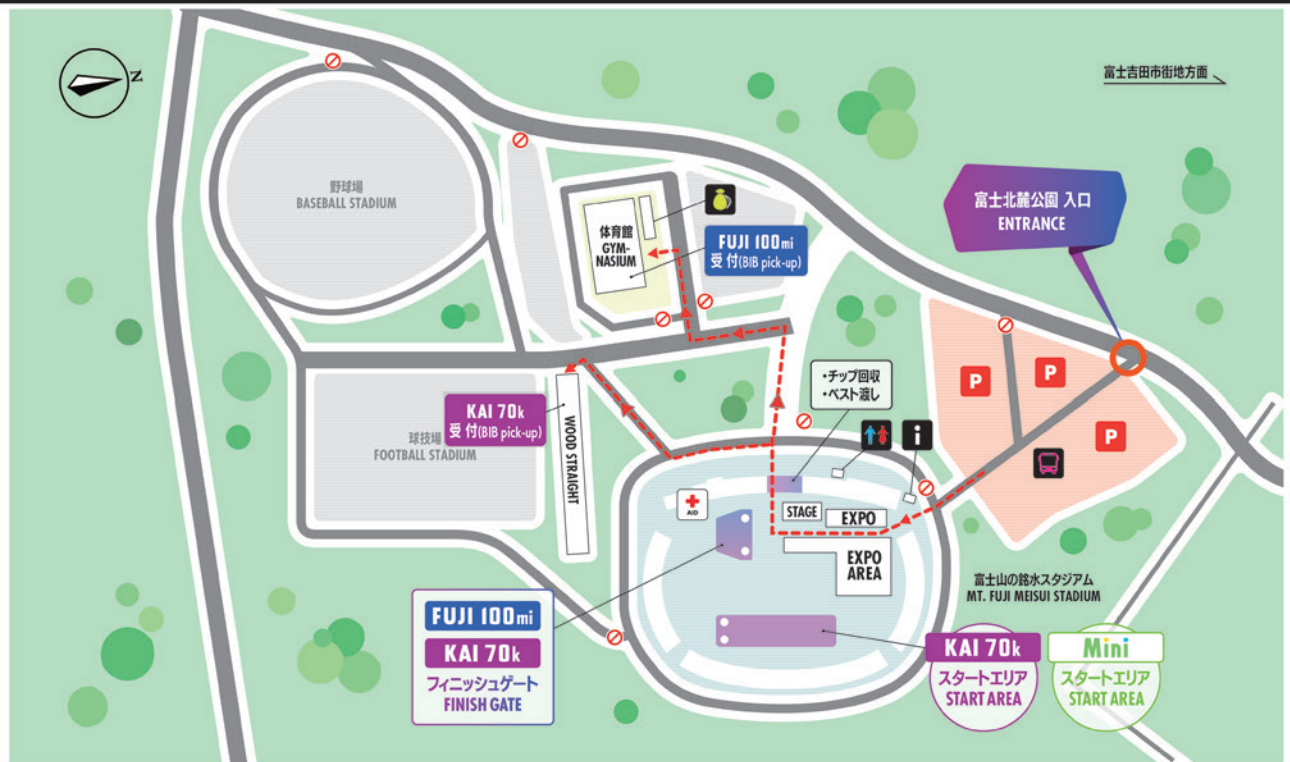 N
富士吉田市街地方面
野球場
BASEBALL STADIUM
体育館
GYM-
NASIUM
FUJI 100mi
受付(BIB pick-up)
富士北麓公園 入口
ENTRANCE
P
P
P
・チップ回収
・ベスト渡し
i
KAI 70k
受付(BIB pick-up)
球技場
FOOTBALL STADIUM
WOOD STRAIGHT
AID
STAGE
EXPO
EXPO
AREA
富士山の銘水スタジアム
MT. FUJI MEISUI STADIUM
FUJI 100mi
KAI 70k
フィニッシュゲート
FINISH GATE
KAI 70k
スタートエリア
START AREA
Mini
スタートエリア
START AREA